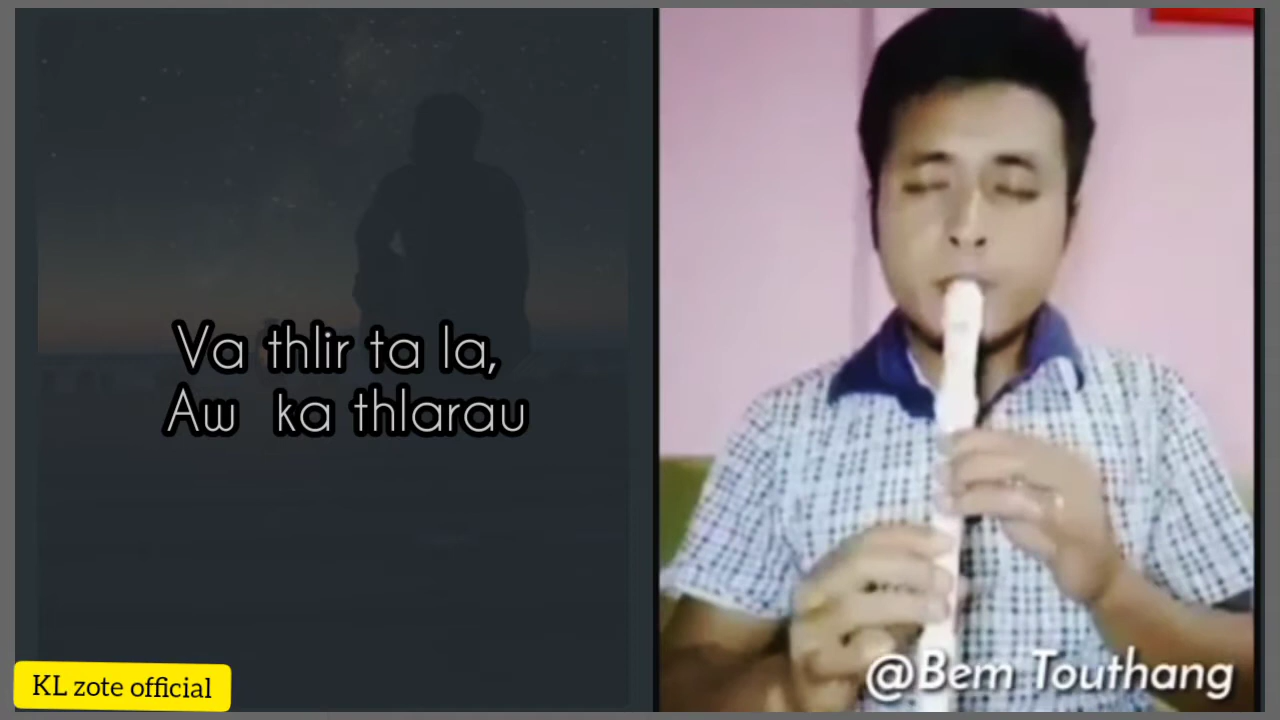 Va thlir ta la,
Aw ka thlarau
KL zote official
@Bem Touthang